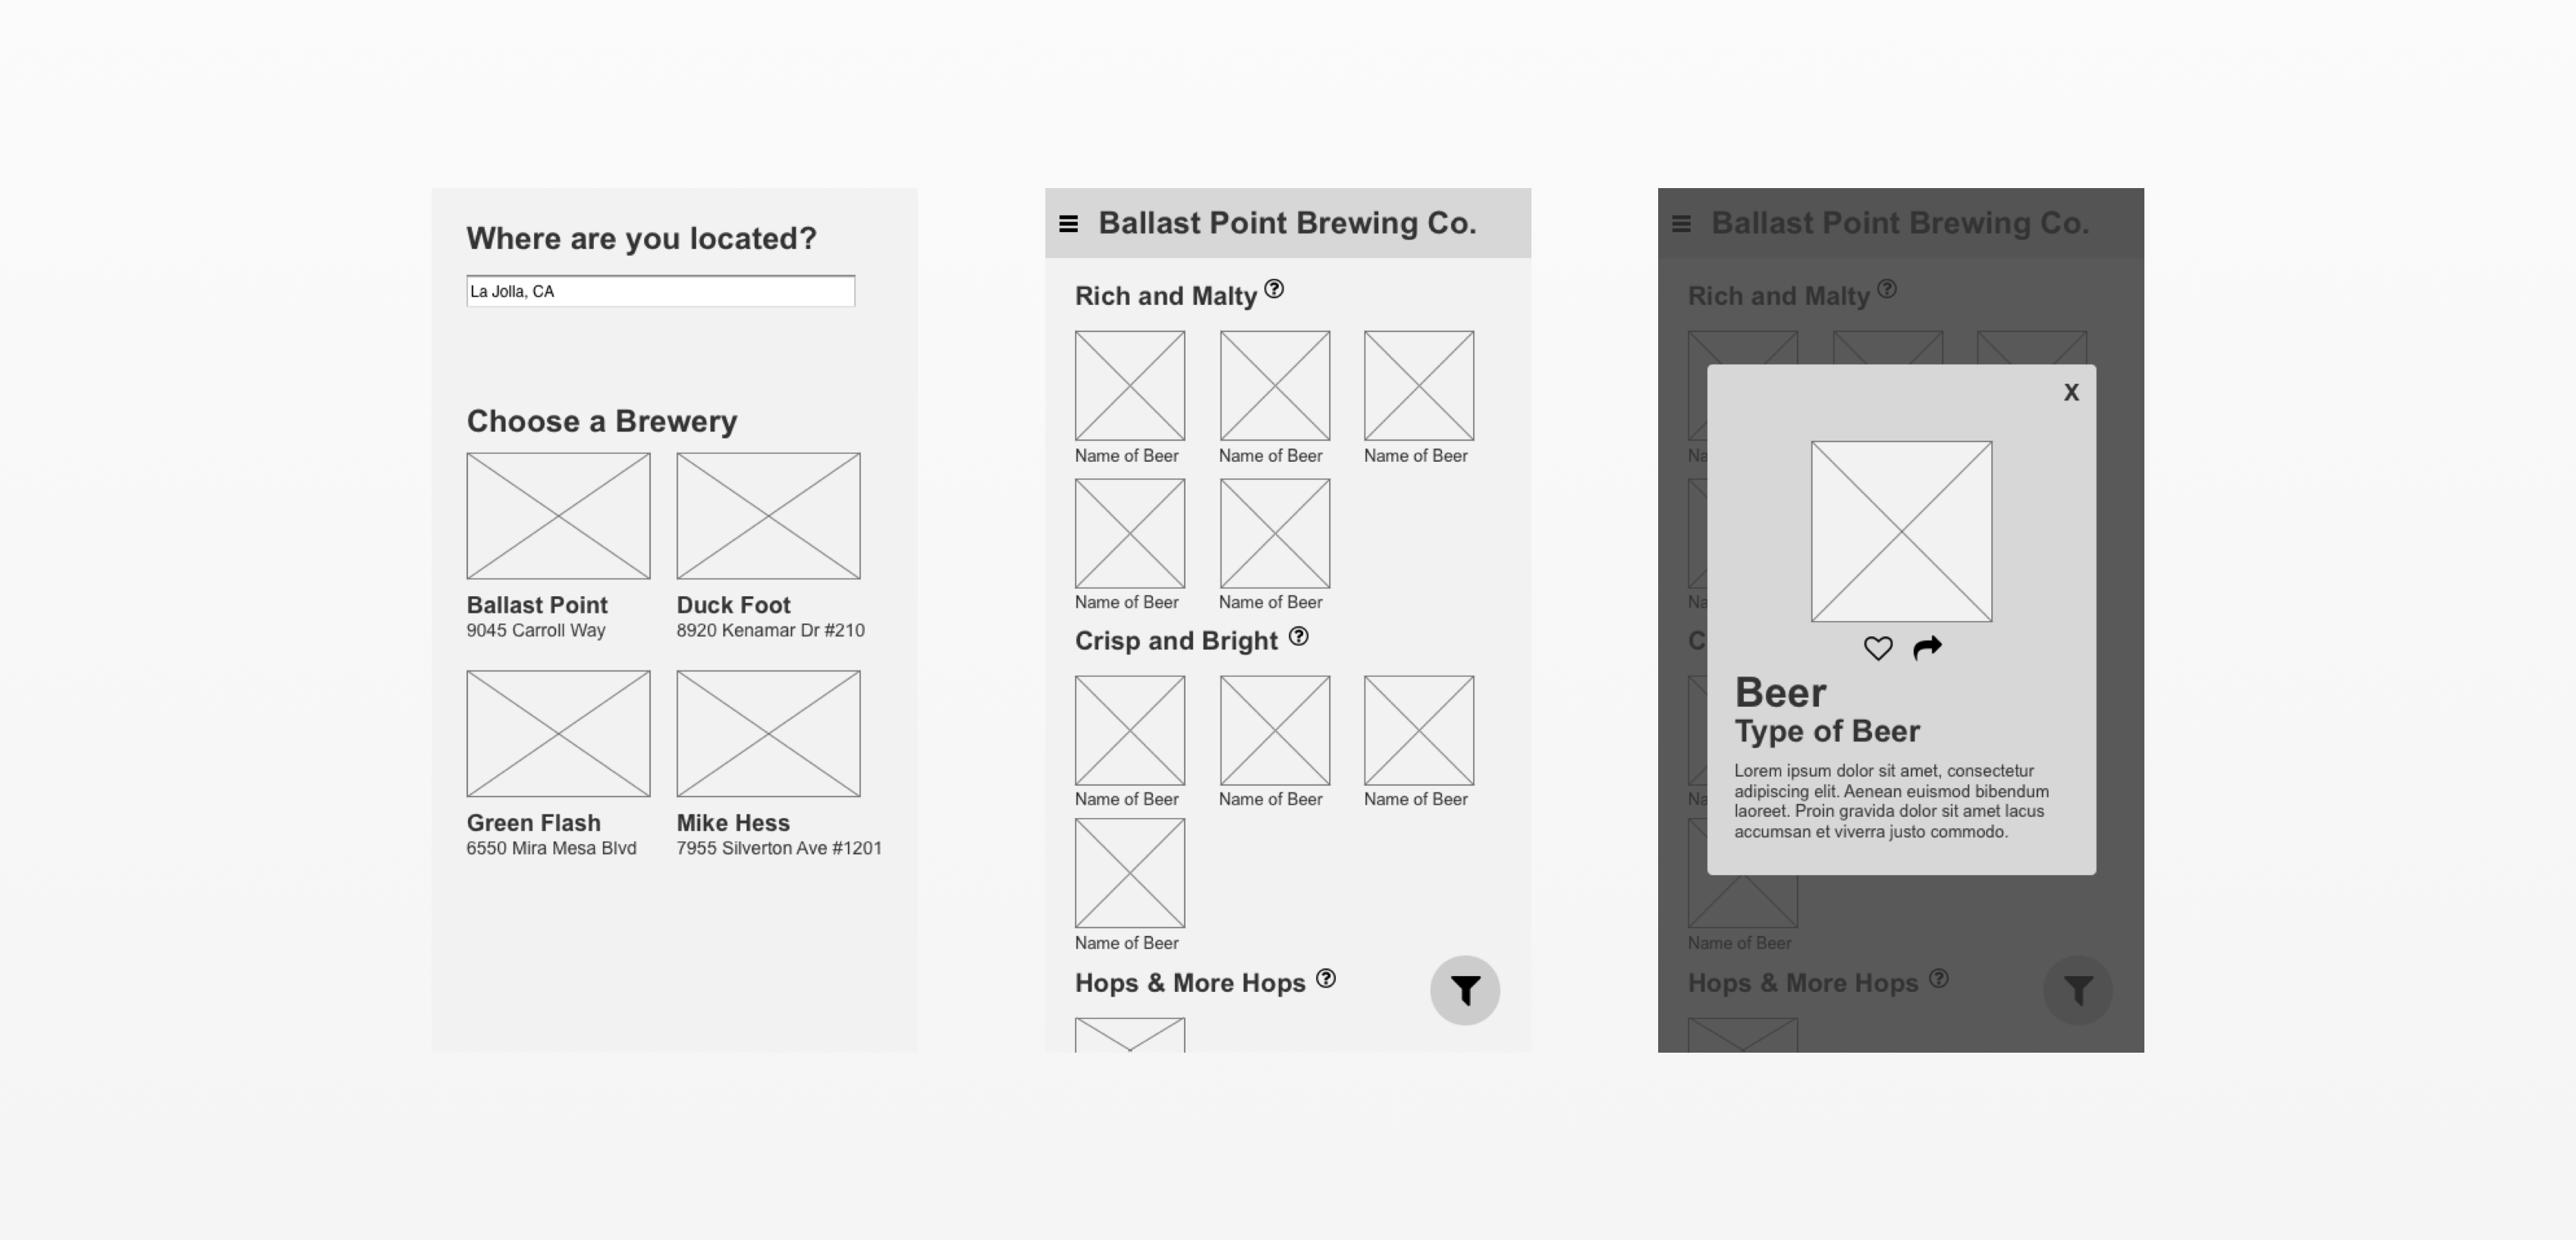 Where are you located?
La Jolla, CA
Choose a Brewery
Ballast Point
9045 Carroll Way
Duck Foot
8920 Kenamar Dr #210
Green Flash
6550 Mira Mesa Blvd
Mike Hess
7955 Silverton Ave #1201
Ballast Point Brewing Co.
Rich and Malty ?
Name of Beer Name of Beer Name of Beer
Name of Beer Name of Beer
Crisp and Bright ?
Name of Beer Name of Beer Name of Beer
Name of Beer
Hops & More Hops ?
Ballast Point Brewing Co.
Rich and Malty ?
Na
Na
C
Na
X
Beer
Type of Beer
Lorem ipsum dolor sit amet, consectetur
adipiscing elit. Aenean euismod bibendum
laoreet. Proin gravida dolor sit amet lacus
accumsan et viverra justo commodo.
Name of Beer
Hops & More Hops ?